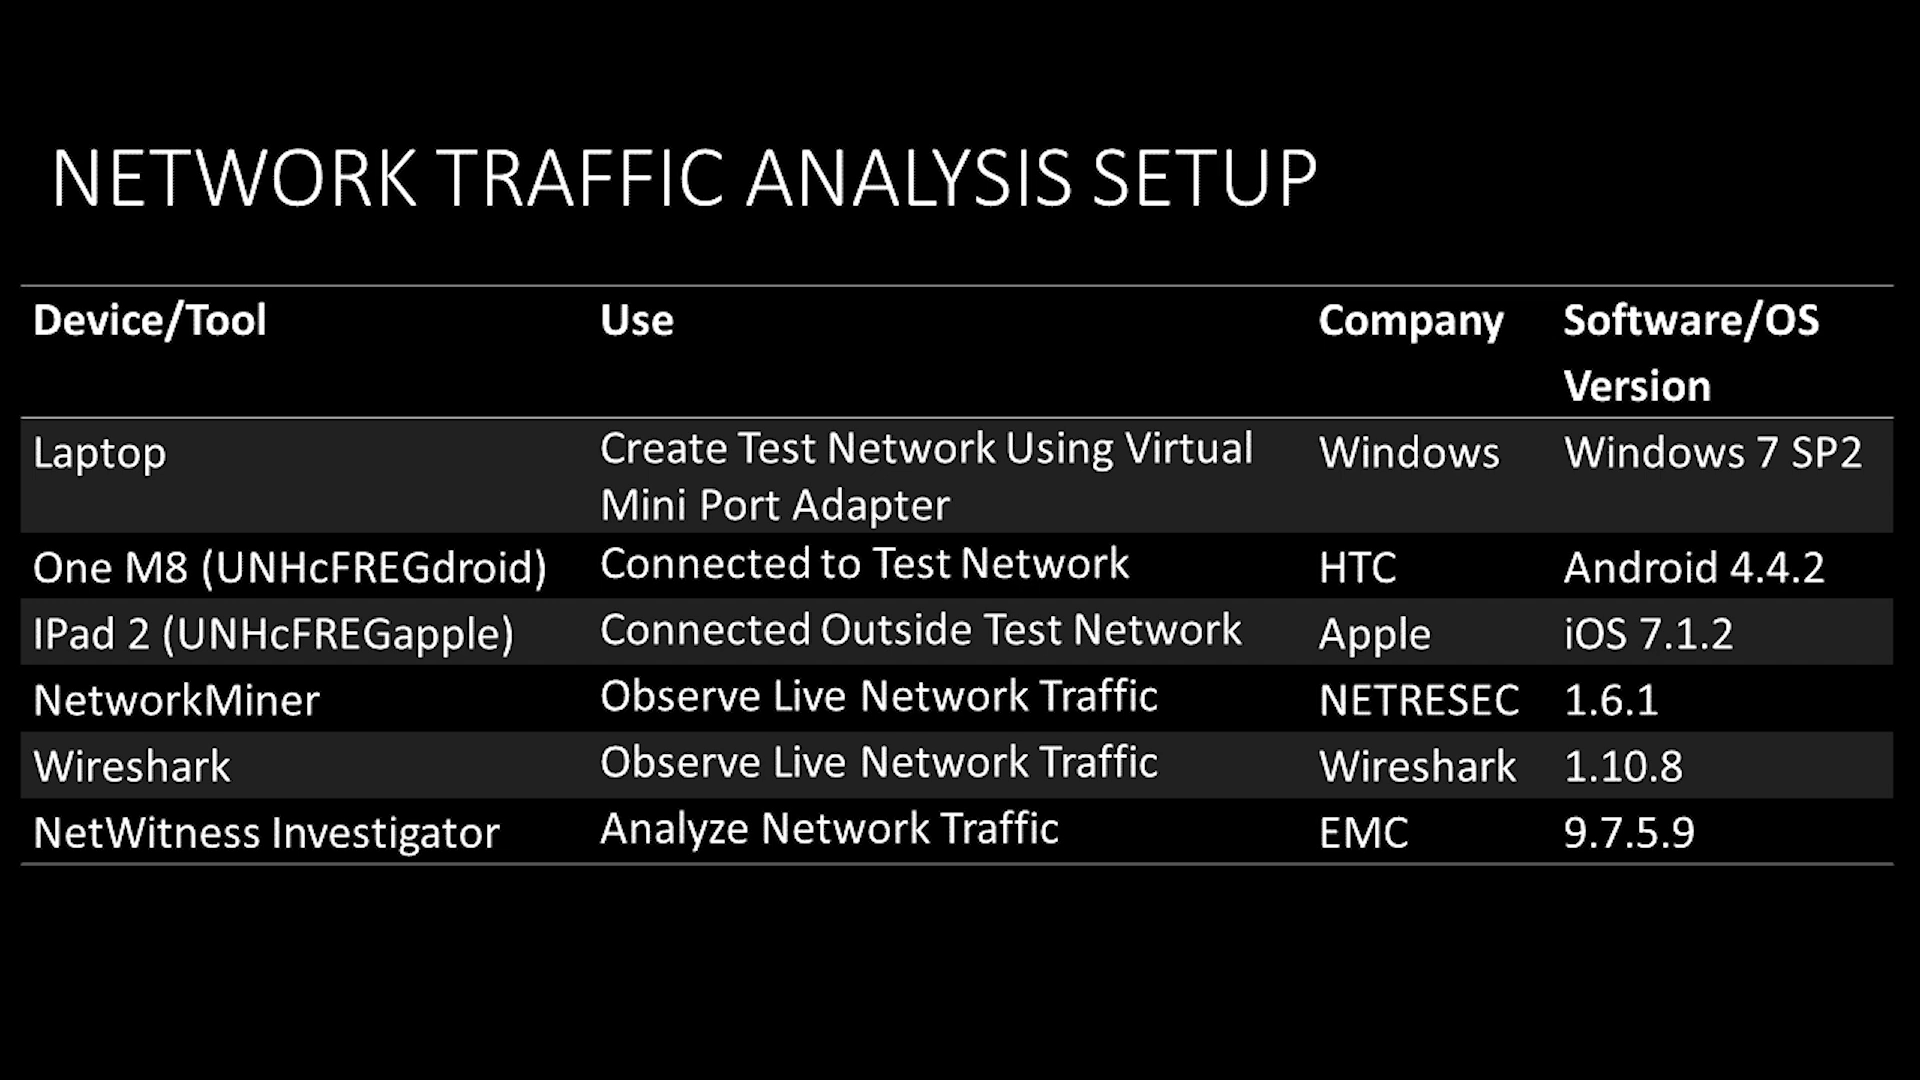 NETWORK TRAFFIC ANALYSIS SETUP
Device/Tool Use Company Software/OS
Version
Laptop Create Test Network Using Virtual Windows Windows 7 SP2
Mini Port Adapter
One M8 (UNHcFREGdroid) Connected to Test Network HTC Android 4.4.2
IPad 2 (UNHcFREGapple) Connected Outside Test Network Apple iOS 7.1.2
NetworkMiner Observe Live Network Traffic NETRESEC 1.6.1
Wireshark Observe Live Network Traffic Wireshark 1.10.8
NetWitness Investigator Analyze Network Traffic EMC 9.7.5.9